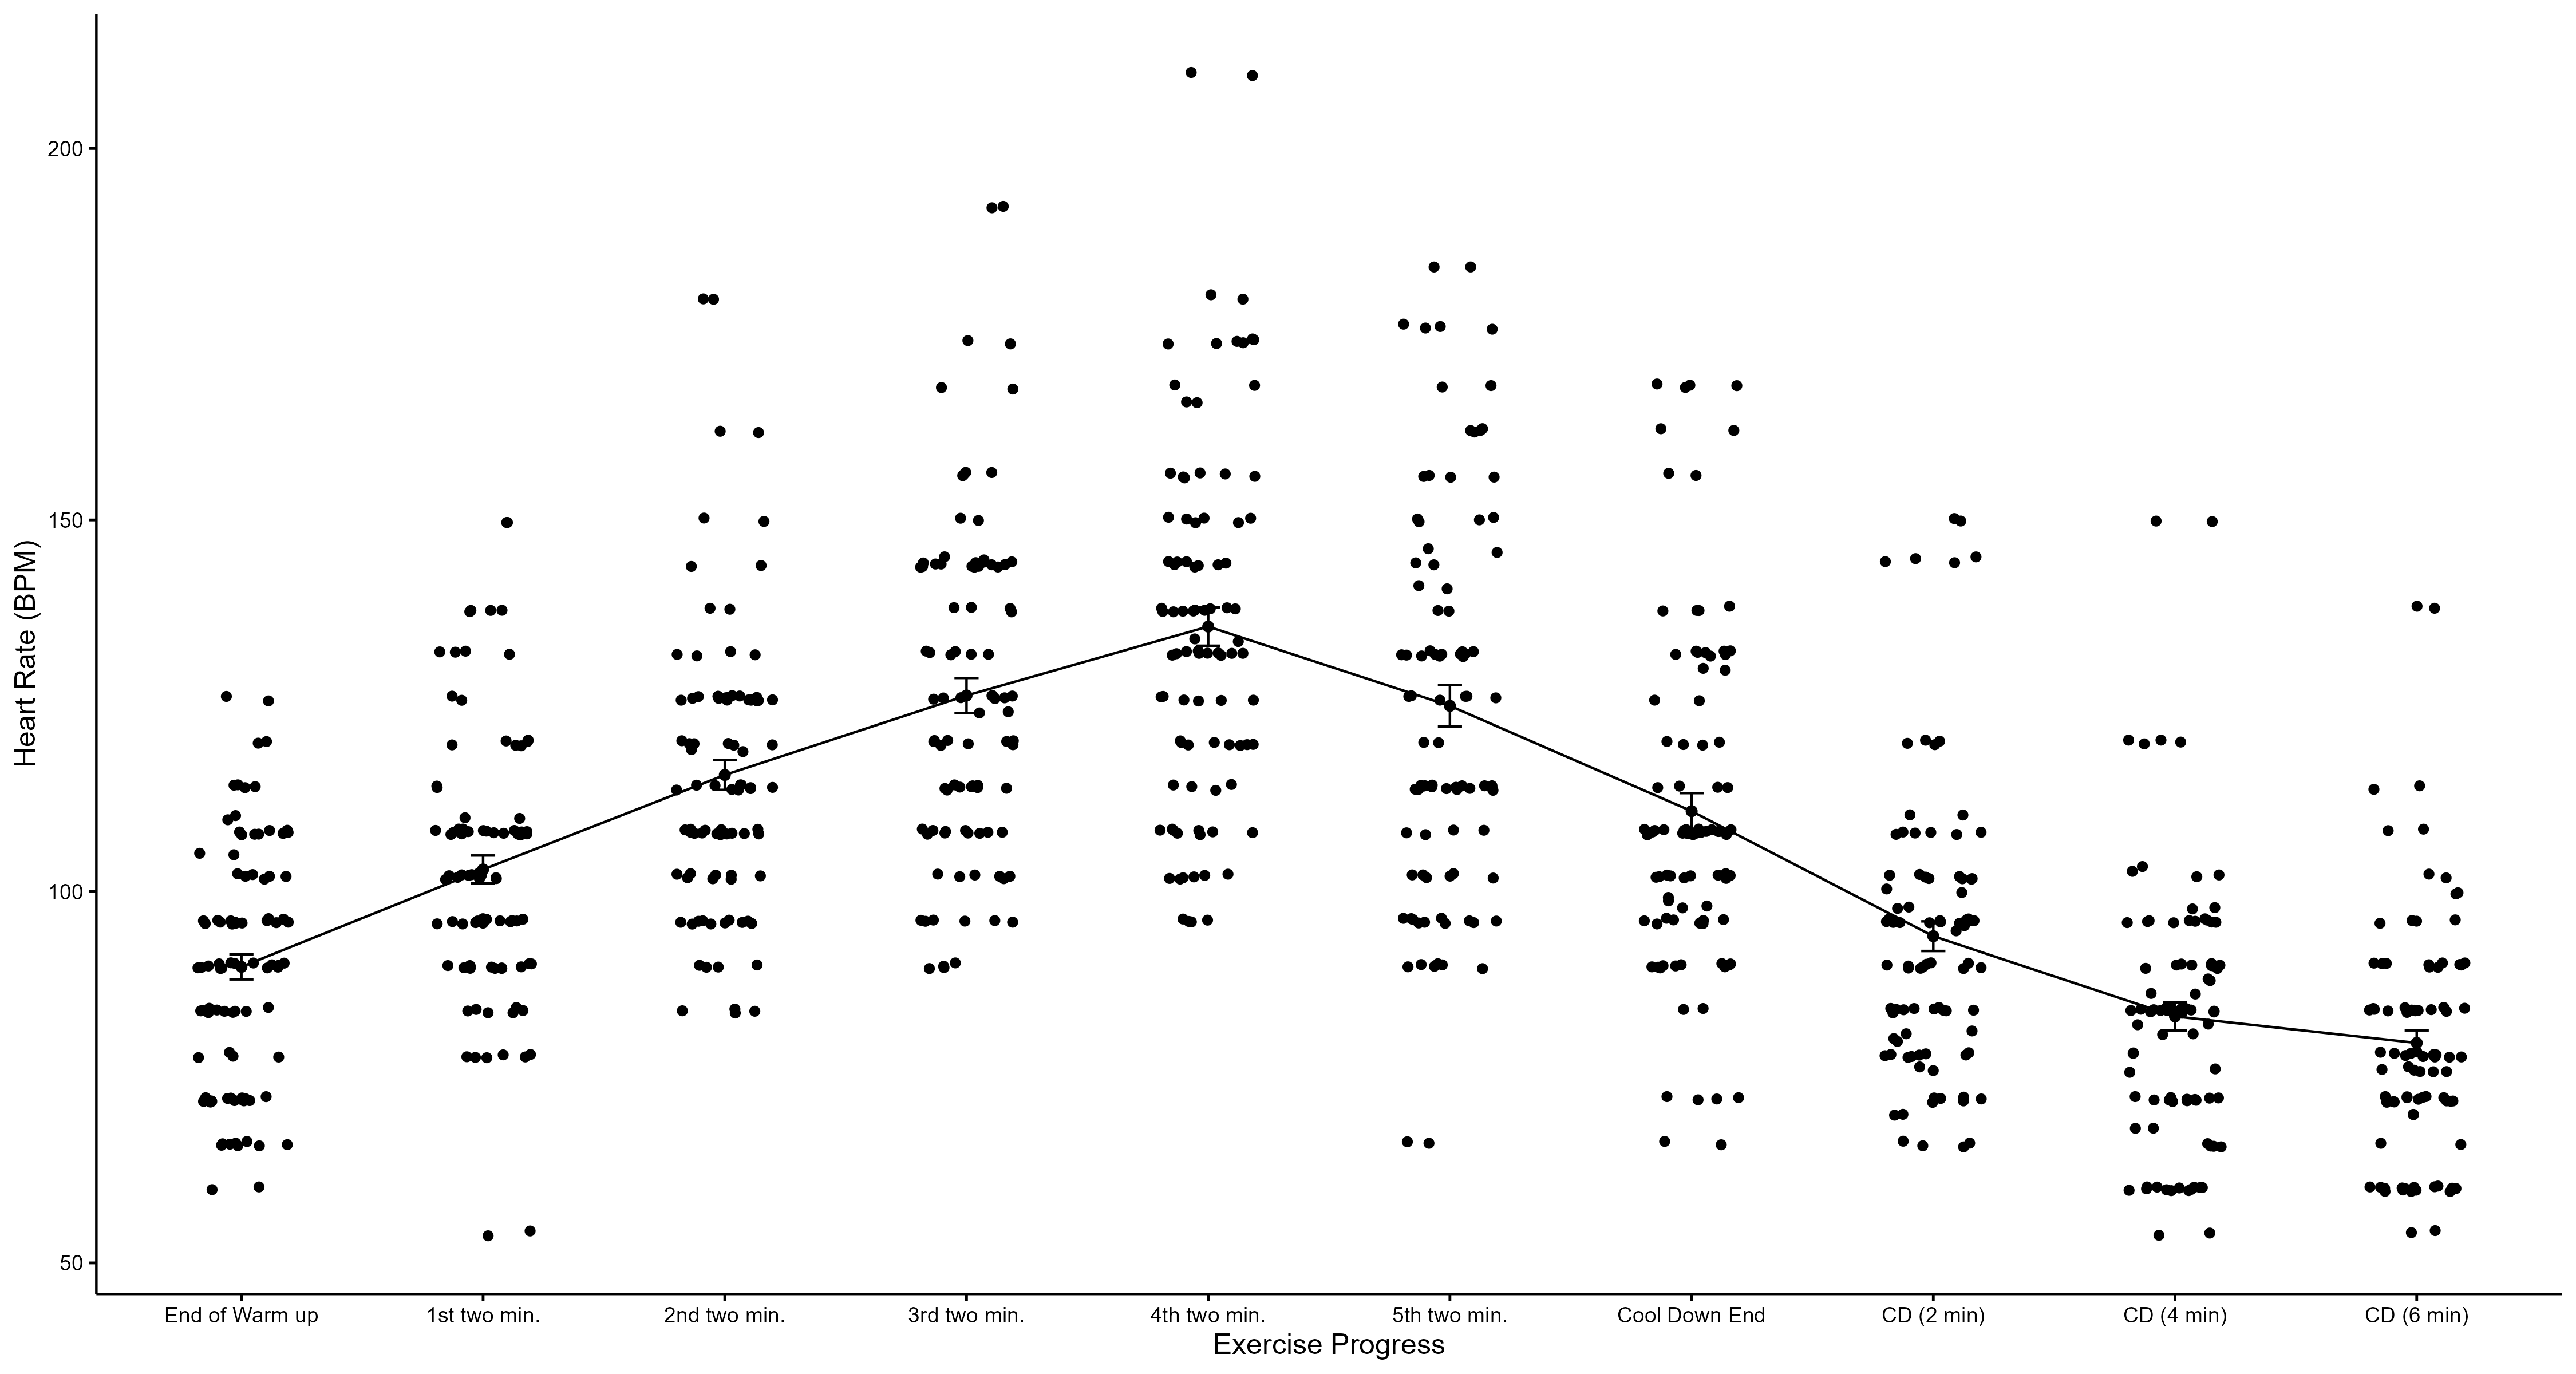 Heart Rate (BPM)
200
150
100
50
End of Warm up 1st two min. 2nd two min. 3rd two min. 4th two min. 5th two min. Cool Down End CD (2 min) CD (4 min) CD (6 min)
Exercise Progress